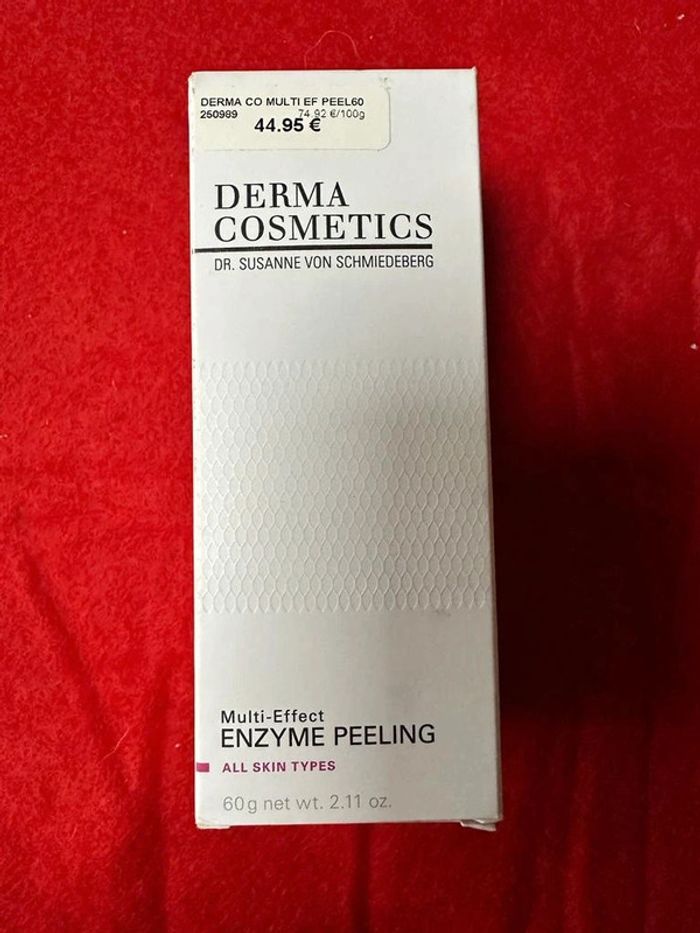 DERMA CO MULTI EF PEEL60
250989 74.92 €/100g
44.95 €
DERMA
COSMETICS
DR. SUSANNE VON SCHMIEDEBERG
Multi-Effect
ENZYME PEELING
ALL SKIN TYPES
60g net wt. 2.11 oz.